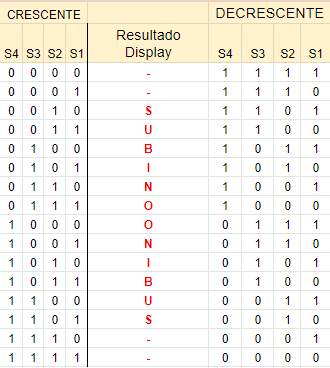 CRESCENTE DECRESCENTE
Resultado
Display
S4 S3 S2 S1 S4 S3 S2 S1
0 0 0 0 - 1 1 1 1
0 0 0 1 - 1 1 1 0
0 0 1 0 S 1 1 0 1
0 0 1 1 U 1 1 0 0
0 1 0 0 B 1 0 1 1
0 1 0 1 I 1 0 1 0
0 1 1 0 N 1 0 0 1
0 1 1 1 O 1 0 0 0
1 0 0 0 O 0 1 1 1
1 0 0 1 N 0 1 1 0
1 0 1 0 I 0 1 0 1
1 0 1 1 B 0 1 0 0
1 1 0 0 U 0 0 1 1
1 1 0 1 S 0 0 1 0
1 1 1 0 - 0 0 0 1
1 1 1 1 - 0 0 0 0